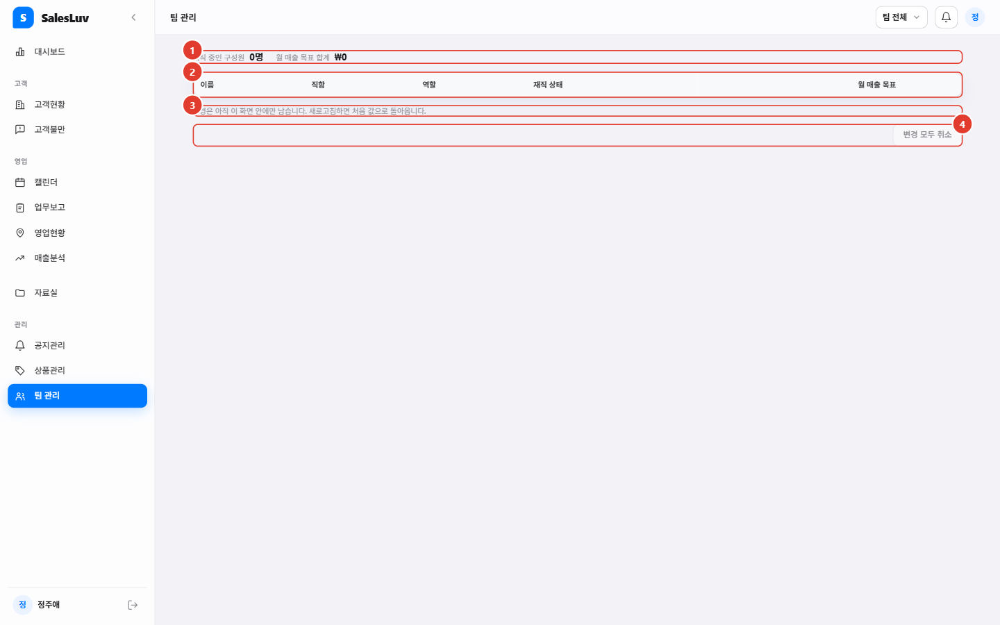 S SalesLuv
팀 관리
팀 전체
정
대시보드
고객
고객현황
고객불만
영업
캘린더
업무보고
영업현황
매출분석
자료실
관리
공지관리
상품관리
팀 관리
정 정주애
1
중인 구성원 0명 월 매출 목표 합계 ₩0
2
이름 직함 역할 재직 상태 월 매출 목표
3
아직 이 화면 안에만 남습니다. 새로고침하면 처음 값으로 돌아옵니다.
4
변경 모두 취소